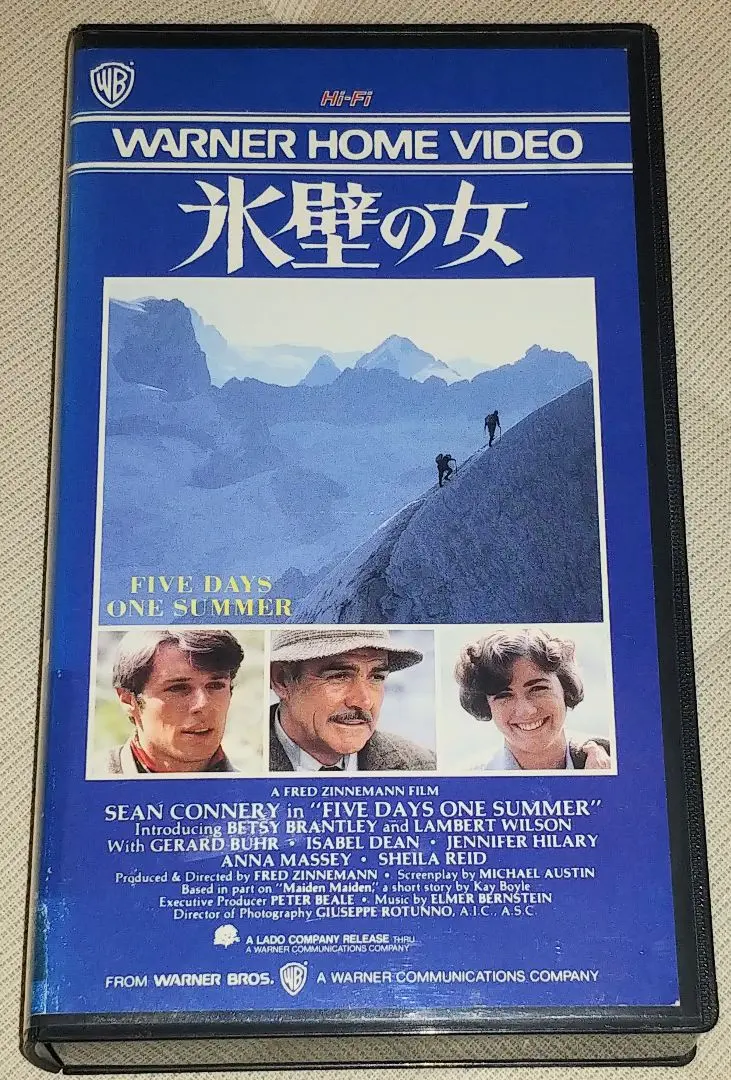 WB
Hi-Fi
WARNER HOME VIDEO
氷壁の女
FIVE DAYS
ONE SUMMER
A FRED ZINNEMANN FILM
SEAN CONNERY in "FIVE DAYS ONE SUMMER"
Introducing BETSY BRANTLEY and LAMBERT WILSON
With GERARD BUHR • ISABEL DEAN • JENNIFER HILARY
ANNA MASSEY • SHEILA REID
Produced & Directed by FRED ZINNEMANN • Screenplay by MICHAEL AUSTIN
Based in part on "Maiden Maiden," a short story by Kay Boyle
Executive Producer PETER BEALE • Music by ELMER BERNSTEIN
Director of Photography GIUSEPPE ROTUNNO, A.I.C., A.S.C.
A LADD COMPANY RELEASE THRU
A WARNER COMMUNICATIONS COMPANY
FROM WARNER BROS. WB A WARNER COMMUNICATIONS COMPANY